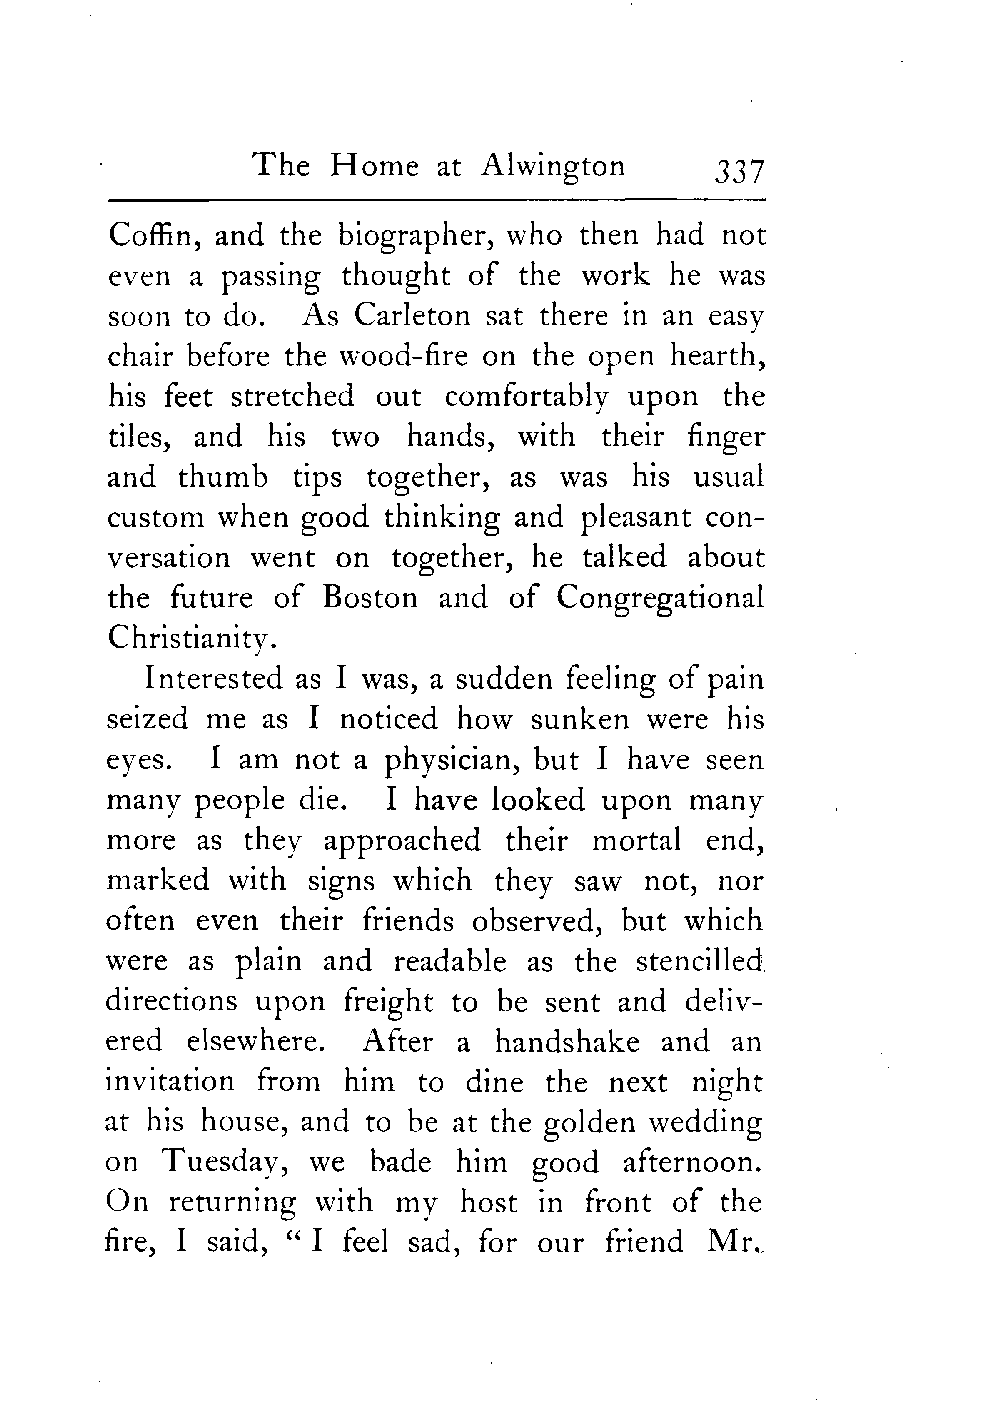 The Home at Alwington 337
Coffin, and the biographer, who then had not
even a passing thought of the work he was
soon to do. As Carleton sat there in an easy
chair before the wood-fire on the open hearth,
his feet stretched out comfortably upon the
tiles, and his two hands, with their finger
and thumb tips together, as was his usual
custom when good thinking and pleasant con-
versation went on together, he talked about
the future of Boston and of Congregational
Christianity.
Interested as I was, a sudden feeling of pain
seized me as I noticed how sunken were his
eyes. I am not a physician, but I have seen
many people die. I have looked upon many
more as they approached their mortal end,
marked with signs which they saw not, nor
often even their friends observed, but which
were as plain and readable as the stencilled
directions upon freight to be sent and deliv-
ered elsewhere. After a handshake and an
invitation from him to dine the next night
at his house, and to be at the golden wedding
on Tuesday, we bade him good afternoon.
On returning with my host in front of the
fire, I said, “ I feel sad, for our friend Mr.